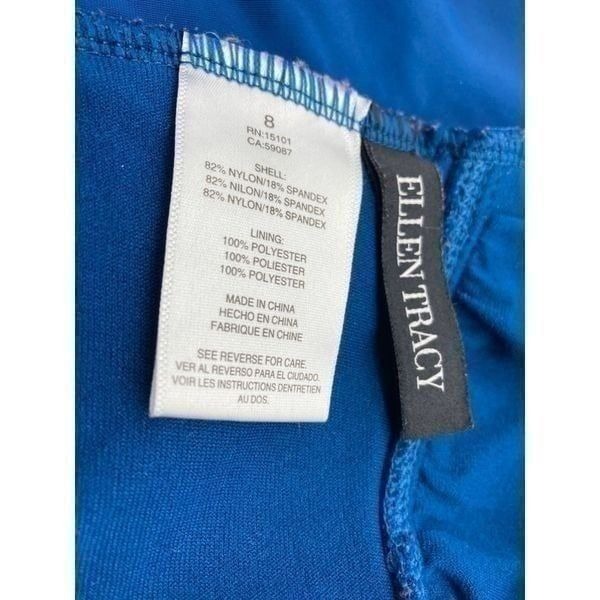 8
RN:15101
CA:59087
SHELL:
82% NYLON/18% SPANDEX
82% NILON/18% SPANDEX
82% NYLON/18% SPANDEX
LINING:
100% POLYESTER
100% POLIESTER
100% POLYESTER
MADE IN CHINA
HECHO EN CHINA
FABRIQUE EN CHINE
SEE REVERSE FOR CARE.
VER AL REVERSO PARA EL CIUDADO.
VOIR LES INSTRUCTIONS DENTRETIEN
AU DOS.
ELLEN TRACY